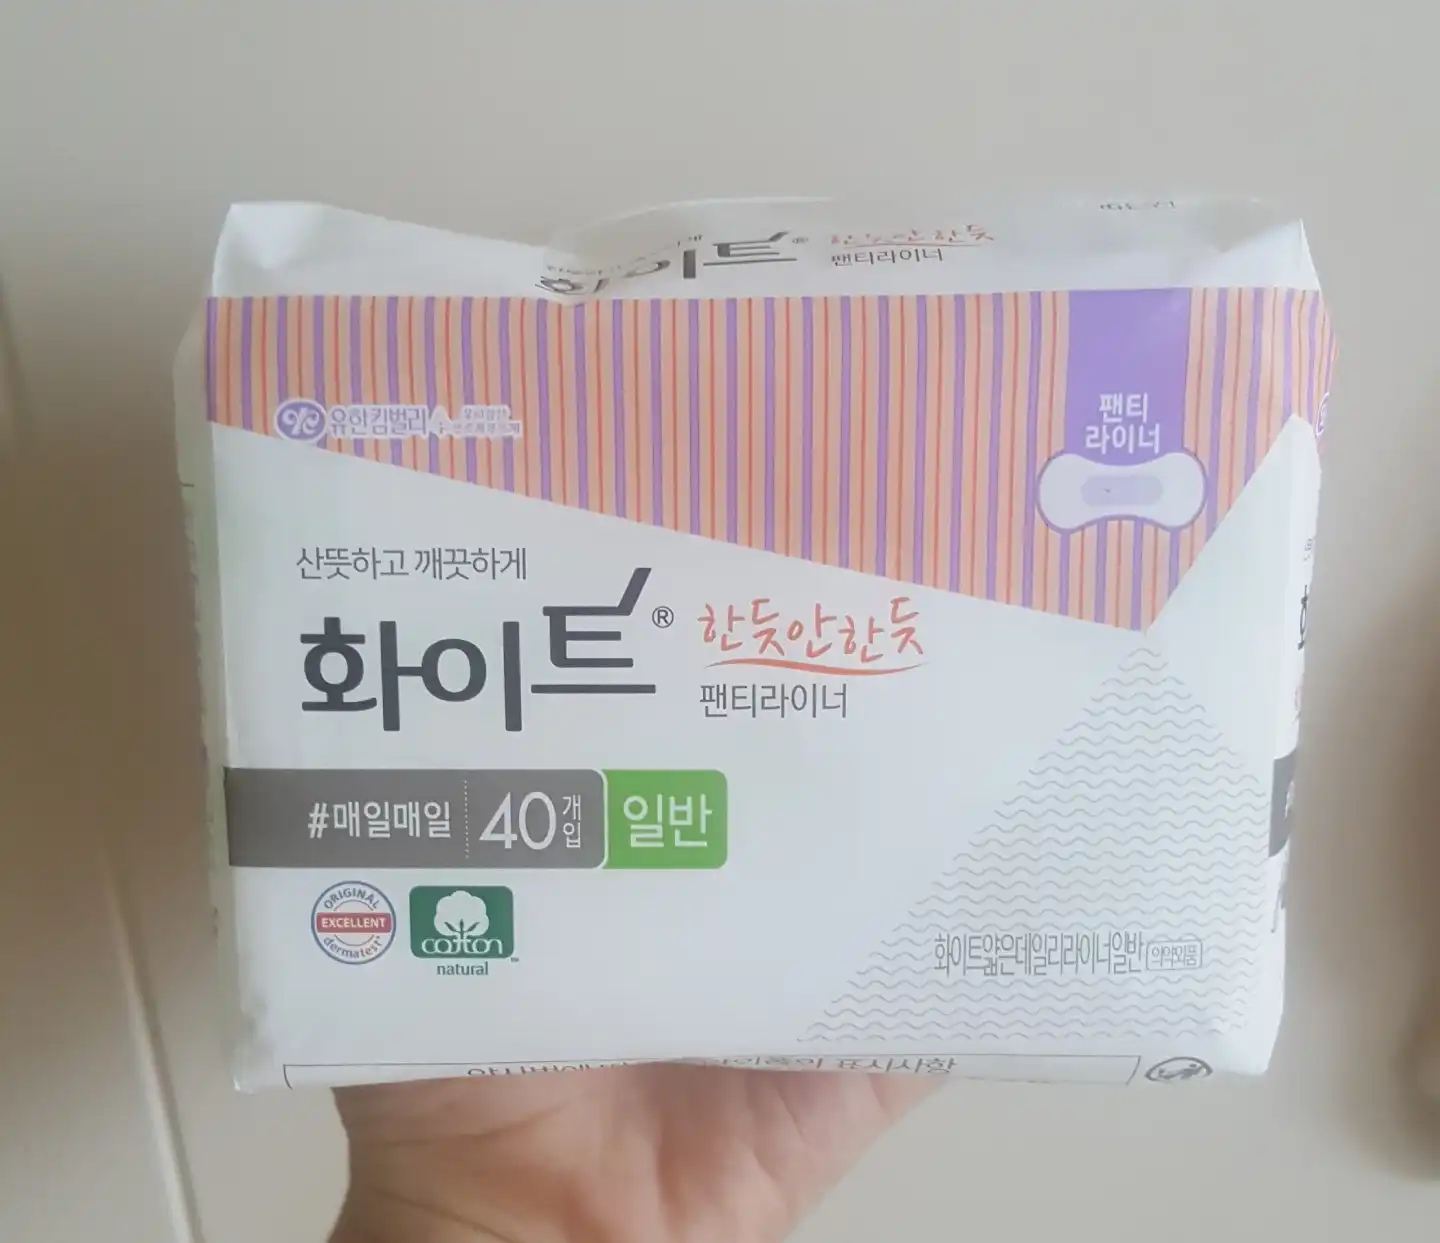 화이트® 한듯안한듯
팬티라이너
유한킴벌리
팬티
라이너
산뜻하고 깨끗하게
화이트® 한듯안한듯
팬티라이너
#매일매일 40개입 일반
ORIGINAL
EXCELLENT
dermatest
cotton
natural
화이트얇은데일리라이너일반 의약외품
표시사항